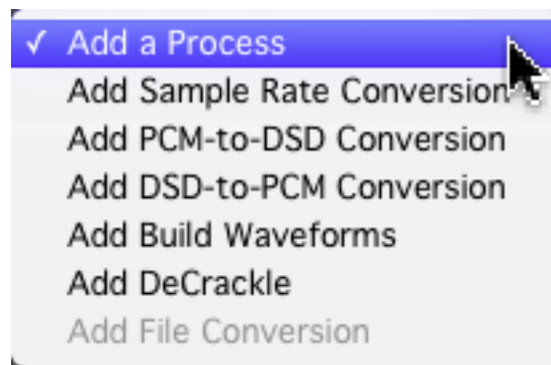 ✓ Add a Process
Add Sample Rate Conversion
Add PCM-to-DSD Conversion
Add DSD-to-PCM Conversion
Add Build Waveforms
Add DeCrackle
Add File Conversion